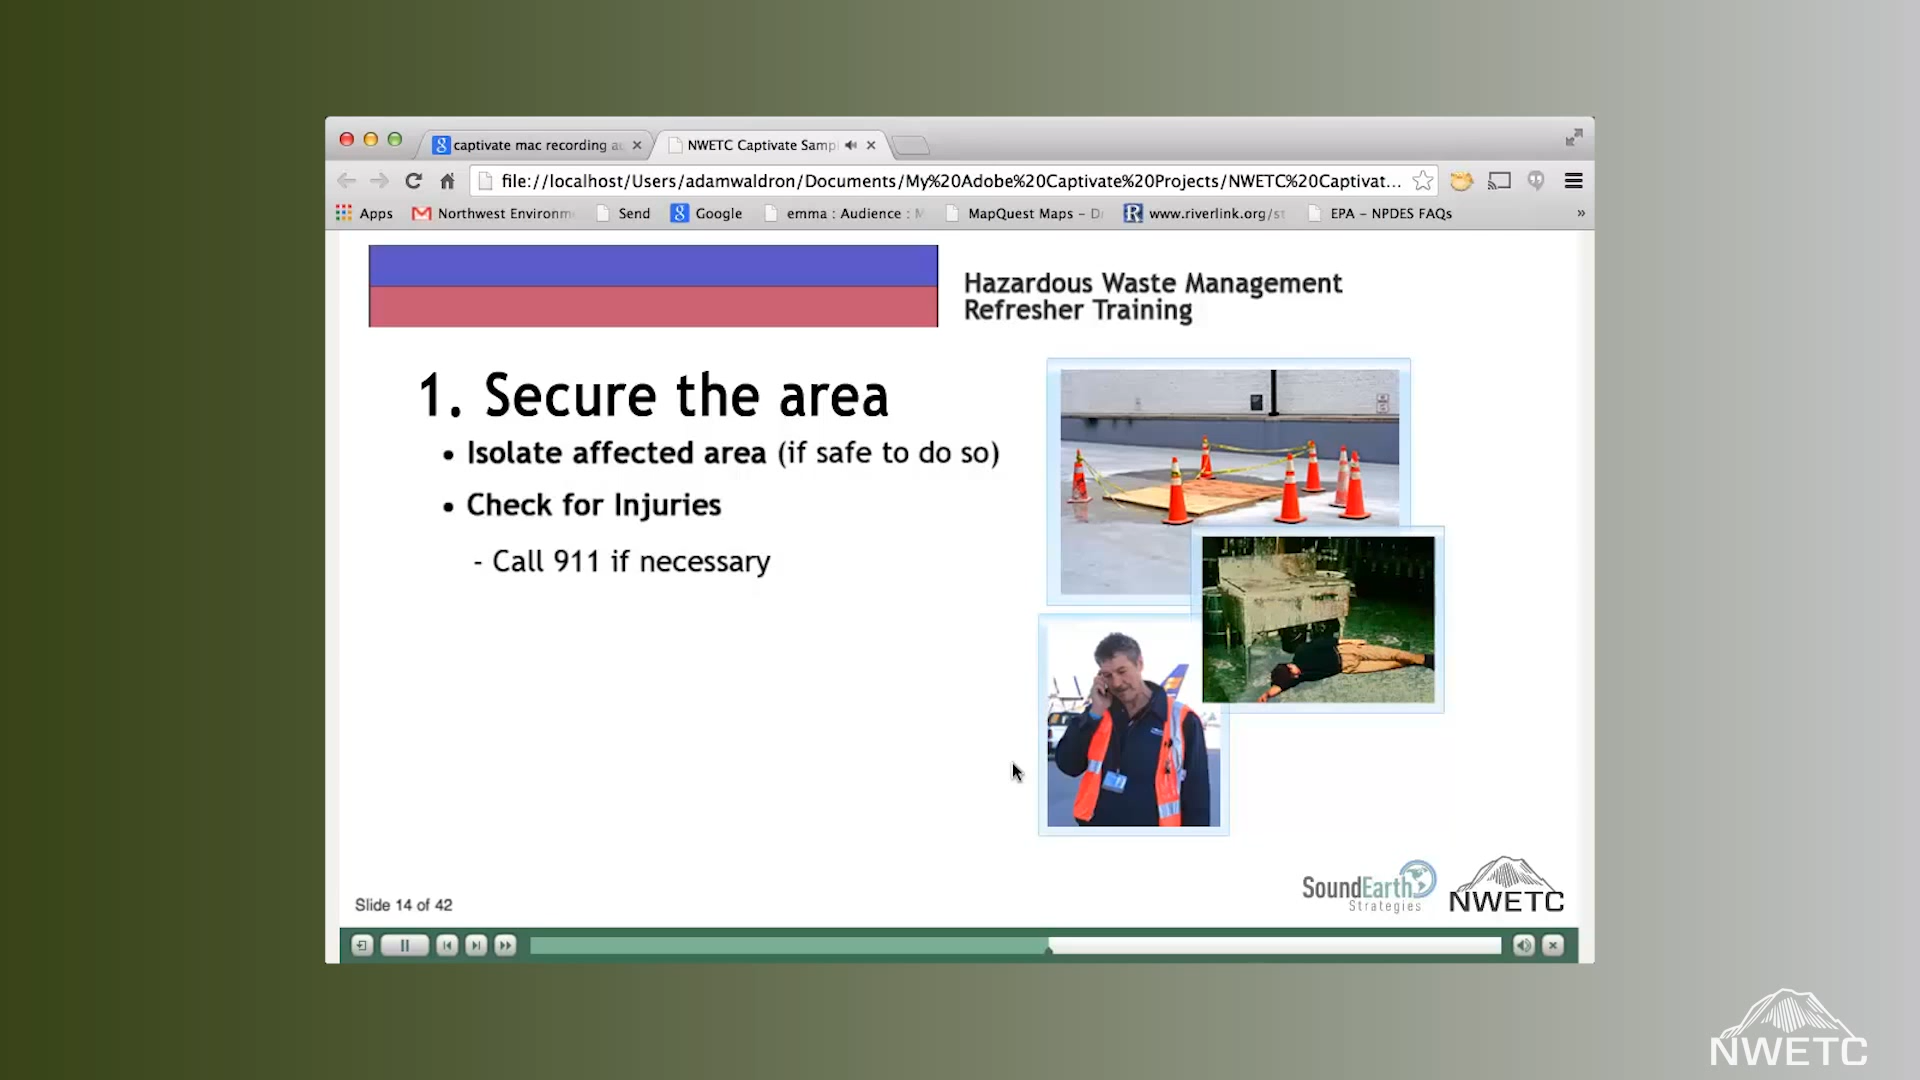 captivate mac recording au
NWETC Captivate Samp
file://localhost/Users/adamwaldron/Documents/My%20Adobe%20Captivate%20Projects/NWETC%20Captivat...
Apps
Northwest Environm
Send
Google
emma : Audience : M
MapQuest Maps – Dr
www.riverlink.org/st
EPA – NPDES FAQs
»
Hazardous Waste Management
Refresher Training
1. Secure the area
• Isolate affected area (if safe to do so)
• Check for Injuries
- Call 911 if necessary
SoundEarth
Strategies
NWETC
Slide 14 of 42
NWETC